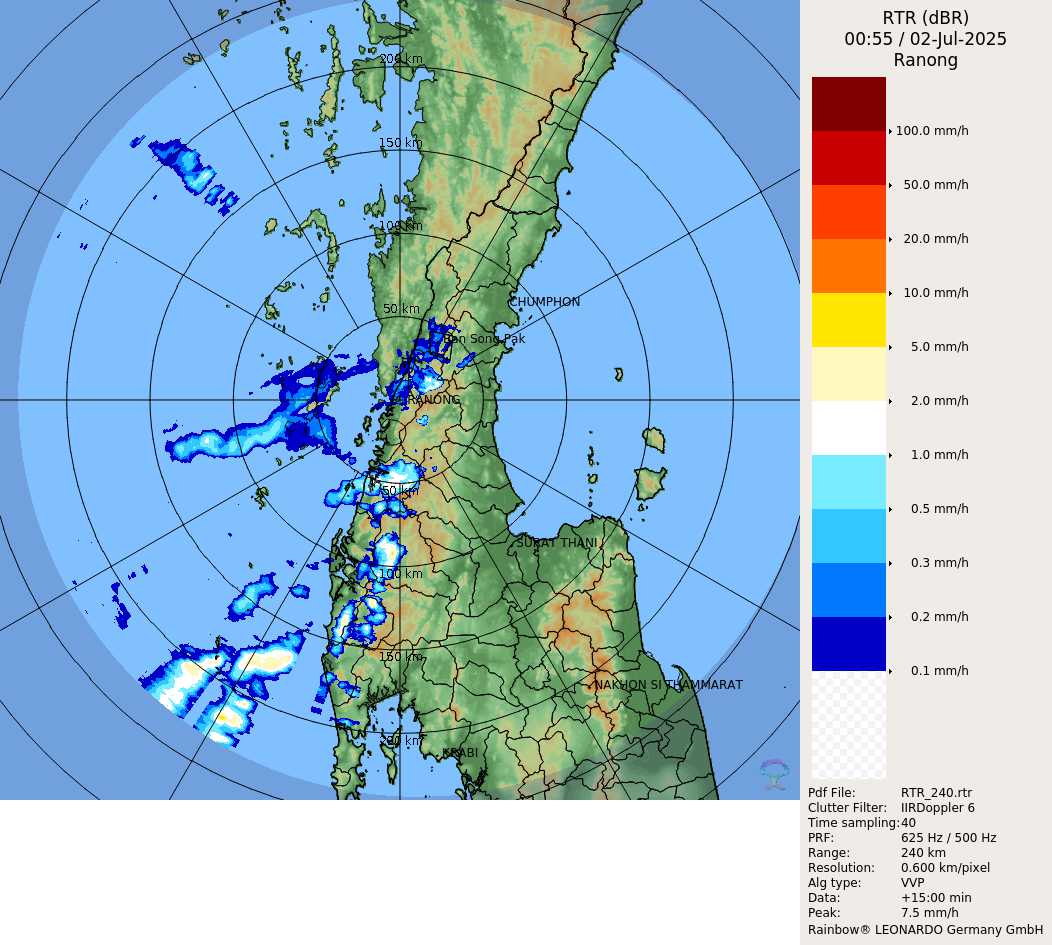 RTR (dBR)
00:55 / 02-Jul-2025
Ranong
200 km
150 km
100 km
50 km
CHUMPHON
Ban Song Pak
RANONG
50 km
SURAT THANI
100 km
150 km
NAKHON SI THAMMARAT
200 km
KRABI
100.0 mm/h
50.0 mm/h
20.0 mm/h
10.0 mm/h
5.0 mm/h
2.0 mm/h
1.0 mm/h
0.5 mm/h
0.3 mm/h
0.2 mm/h
0.1 mm/h
Pdf File: RTR_240.rtr
Clutter Filter: IIRDoppler 6
Time sampling: 40
PRF: 625 Hz / 500 Hz
Range: 240 km
Resolution: 0.600 km/pixel
Alg type: VVP
Data: +15:00 min
Peak: 7.5 mm/h
Rainbow® LEONARDO Germany GmbH